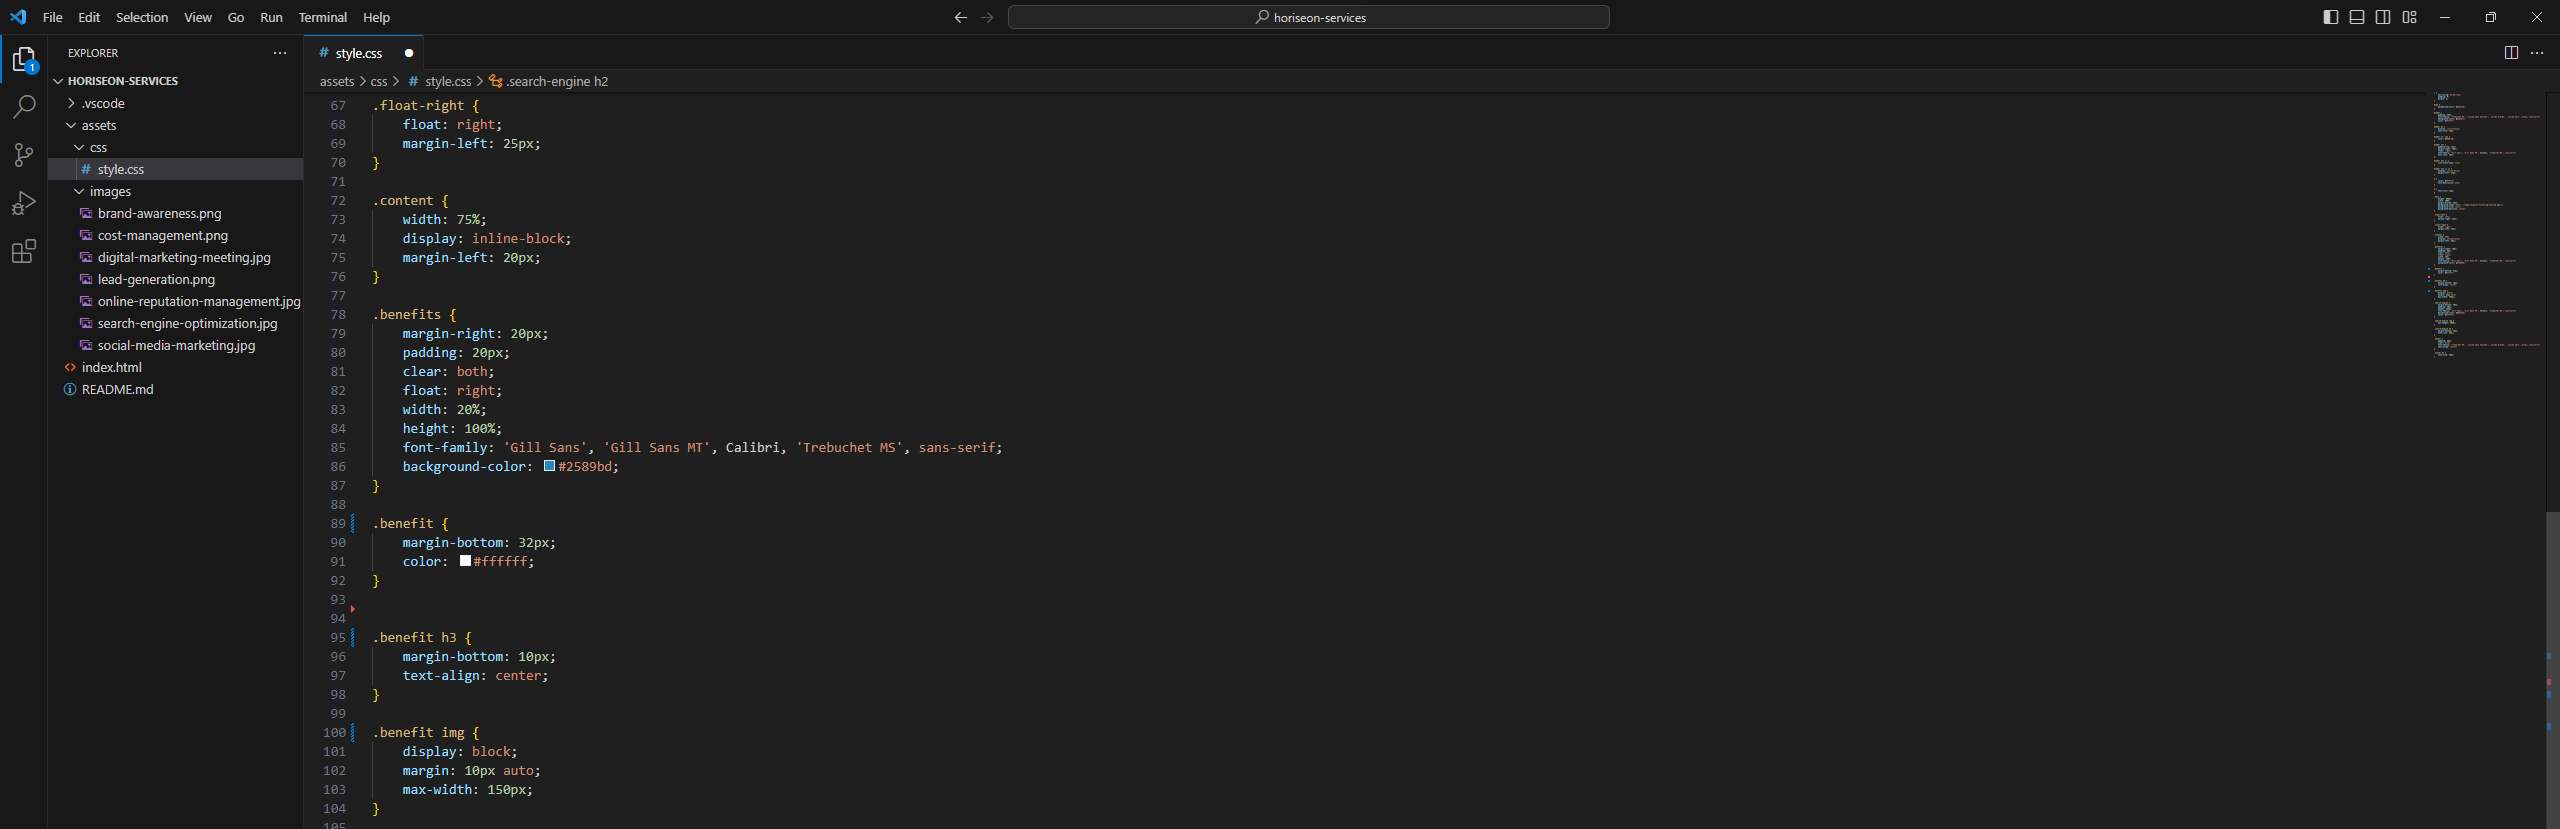 File Edit Selection View Go Run Terminal Help
horiseon-services
EXPLORER
HORISEON-SERVICES
.vscode
assets
css
# style.css
images
brand-awareness.png
cost-management.png
digital-marketing-meeting.jpg
lead-generation.png
online-reputation-management.jpg
search-engine-optimization.jpg
social-media-marketing.jpg
<> index.html
README.md
1
# style.css
assets > css > # style.css > .search-engine h2
67 .float-right {
68 float: right;
69 margin-left: 25px;
70 }
71
72 .content {
73 width: 75%;
74 display: inline-block;
75 margin-left: 20px;
76 }
77
78 .benefits {
79 margin-right: 20px;
80 padding: 20px;
81 clear: both;
82 float: right;
83 width: 20%;
84 height: 100%;
85 font-family: 'Gill Sans', 'Gill Sans MT', Calibri, 'Trebuchet MS', sans-serif;
86 background-color: #2589bd;
87 }
88
89 .benefit {
90 margin-bottom: 32px;
91 color: #ffffff;
92 }
93
94
95 .benefit h3 {
96 margin-bottom: 10px;
97 text-align: center;
98 }
99
100 .benefit img {
101 display: block;
102 margin: 10px auto;
103 max-width: 150px;
104 }
105